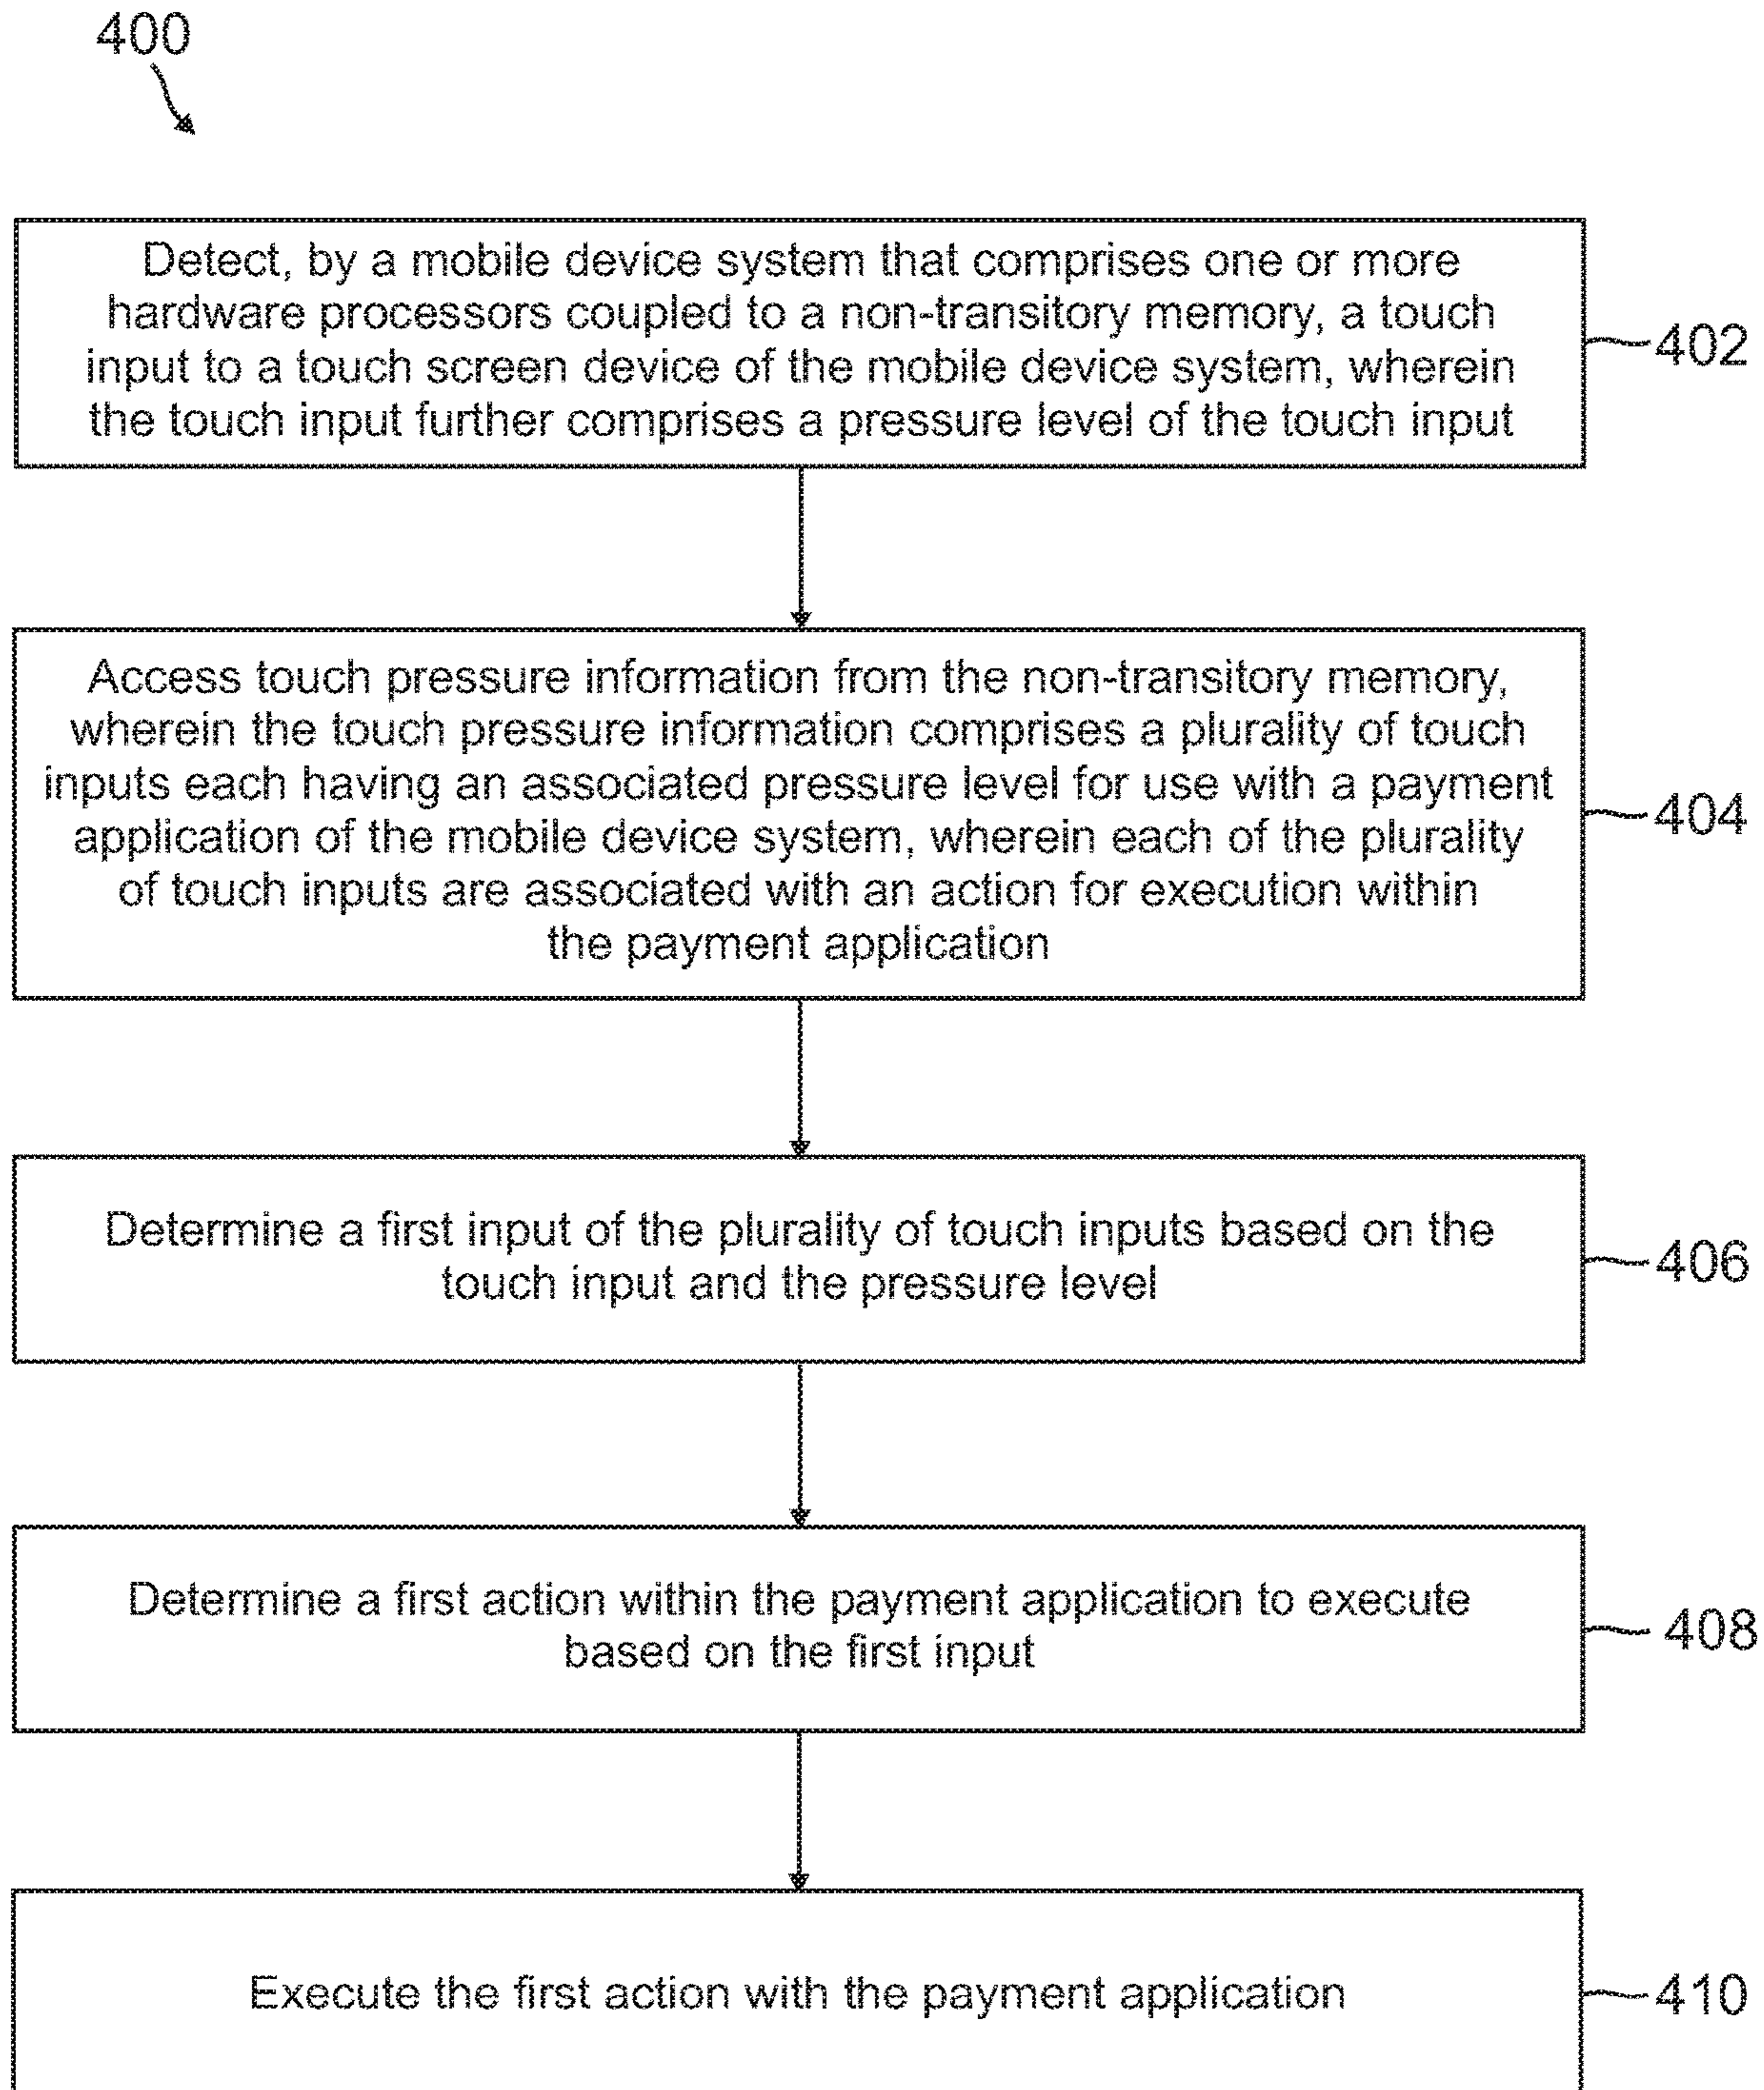 400
Detect, by a mobile device system that comprises one or more
hardware processors coupled to a non-transitory memory, a touch
input to a touch screen device of the mobile device system, wherein
the touch input further comprises a pressure level of the touch input
402
Access touch pressure information from the non-transitory memory,
wherein the touch pressure information comprises a plurality of touch
inputs each having an associated pressure level for use with a payment
application of the mobile device system, wherein each of the plurality
of touch inputs are associated with an action for execution within
the payment application
404
Determine a first input of the plurality of touch inputs based on the
touch input and the pressure level
406
Determine a first action within the payment application to execute
based on the first input
408
Execute the first action with the payment application
410